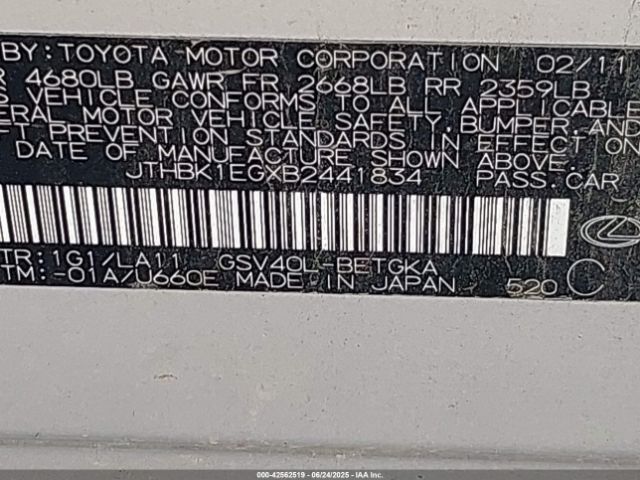 BY: TOYOTA MOTOR CORPORATION 02/11
R 4680LB GAWR FR 2668LB RR 2359LB
S VEHICLE CONFORMS TO ALL APPLICABLE
ERAL MOTOR VEHICLE SAFETY, BUMPER, AND
FT PREVENTION STANDARDS IN EFFECT ON
DATE OF MANUFACTURE SHOWN ABOVE.
JTHBK1EGXB2441834 PASS.CAR
TR: 1G1/LA11 GSV40L-BETGKA C
TM: -01A/U660E MADE IN JAPAN 520
000-42562519 - 06/24/2025 - IAAI.COM